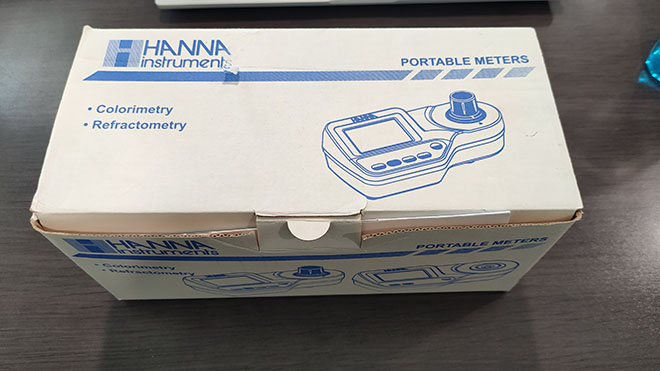 HANNA
instruments
PORTABLE METERS
• Colorimetry
• Refractometry
HANNA
instruments
PORTABLE METERS
• Colorimetry
• Refractometry